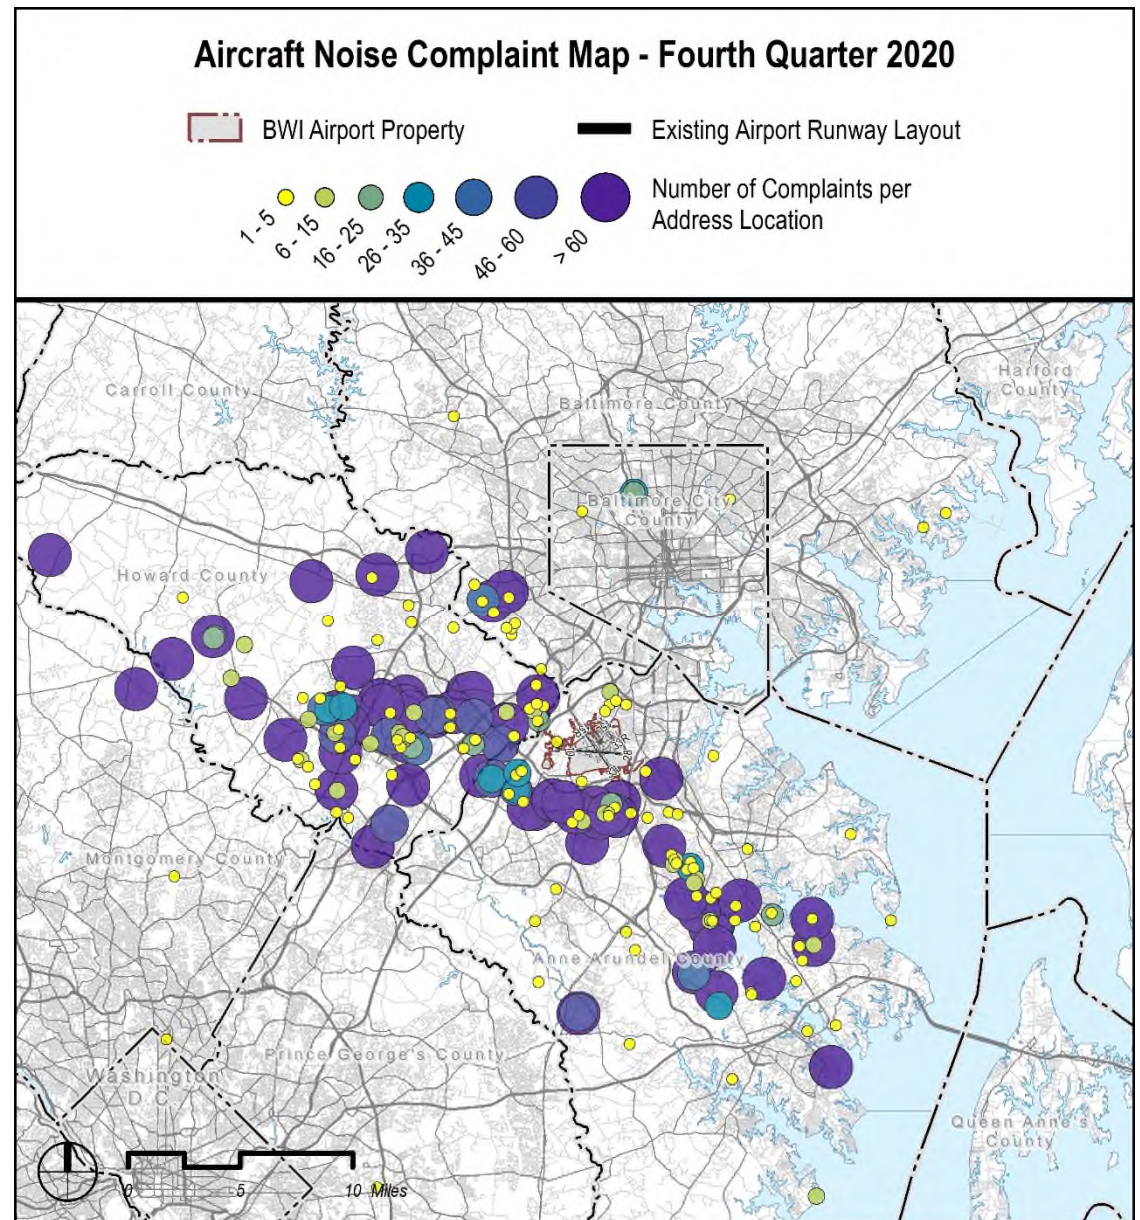 Aircraft Noise Complaint Map - Fourth Quarter 2020
BWI Airport Property
Existing Airport Runway Layout
1 - 5
6 - 15
16 - 25
26 - 35
36 - 45
46 - 60
> 60
Number of Complaints per
Address Location
Carroll County
Baltimore County
Harford
County
Baltimore City
County
Howard County
Montgomery County
Anne Arundel County
Prince George's County
Washington
D.C.
Queen Anne's
County
0
5
10 Miles